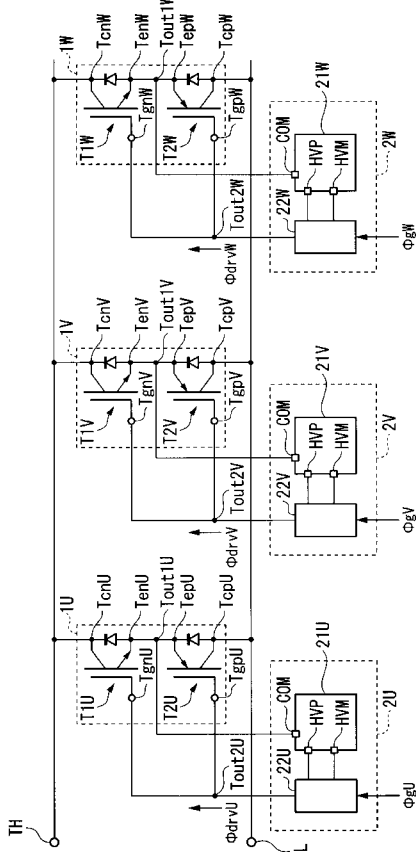 TH
1U
TcnU
TenU
Tout1U
TepU
TcpU
T1U
TgnU
T2U
TgpU
Tout2U
ΦdrvU
COM
21U
HVP
HVM
22U
2U
ΦgU
1V
TcnV
TenV
Tout1V
TepV
TcpV
T1V
TgnV
T2V
TgpV
Tout2V
ΦdrvV
COM
21V
HVP
HVM
22V
2V
ΦgV
1W
TcnW
TenW
Tout1W
TepW
TcpW
T1W
TgnW
T2W
TgpW
Tout2W
ΦdrvW
COM
21W
HVP
HVM
22W
2W
ΦgW